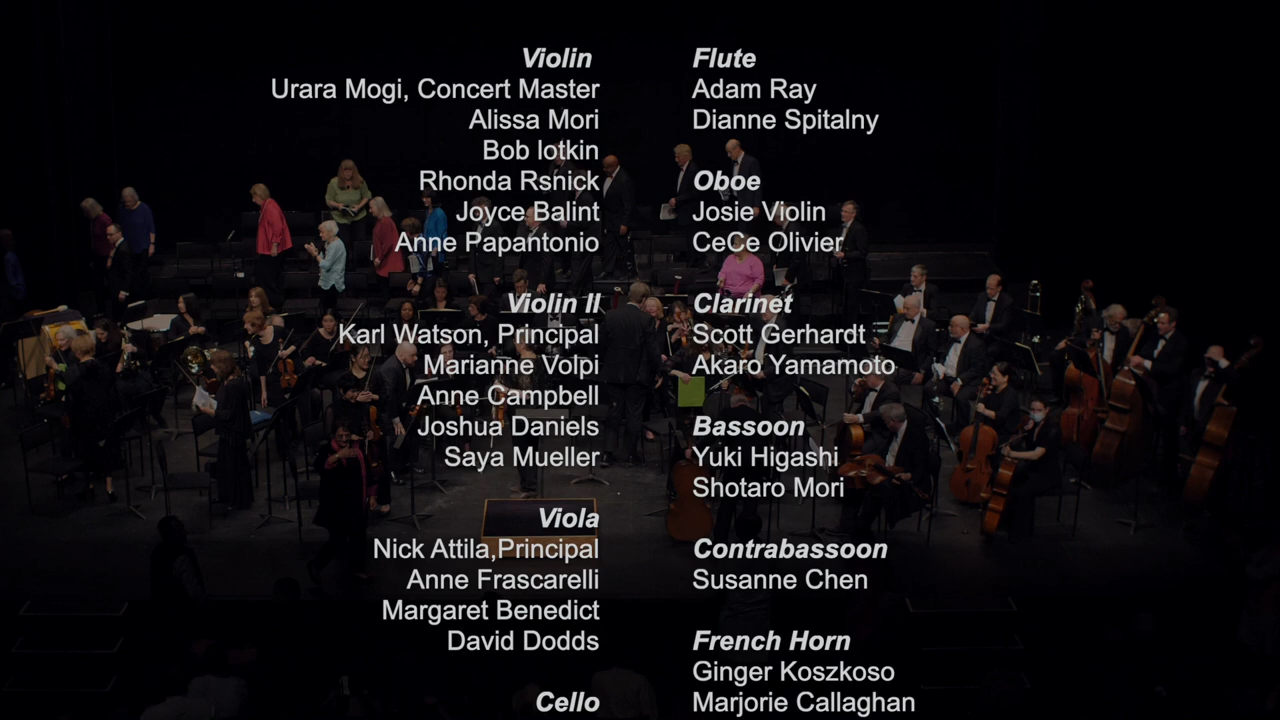 Violin
Urara Mogi, Concert Master
Alissa Mori
Bob lotkin
Rhonda Rsnick
Joyce Balint
Anne Papantonio
Violin II
Karl Watson, Principal
Marianne Volpi
Anne Campbell
Joshua Daniels
Saya Mueller
Viola
Nick Attila,Principal
Anne Frascarelli
Margaret Benedict
David Dodds
Cello
Flute
Adam Ray
Dianne Spitalny
Oboe
Josie Violin
CeCe Olivier
Clarinet
Scott Gerhardt
Akaro Yamamoto
Bassoon
Yuki Higashi
Shotaro Mori
Contrabassoon
Susanne Chen
French Horn
Ginger Koszkoso
Marjorie Callaghan